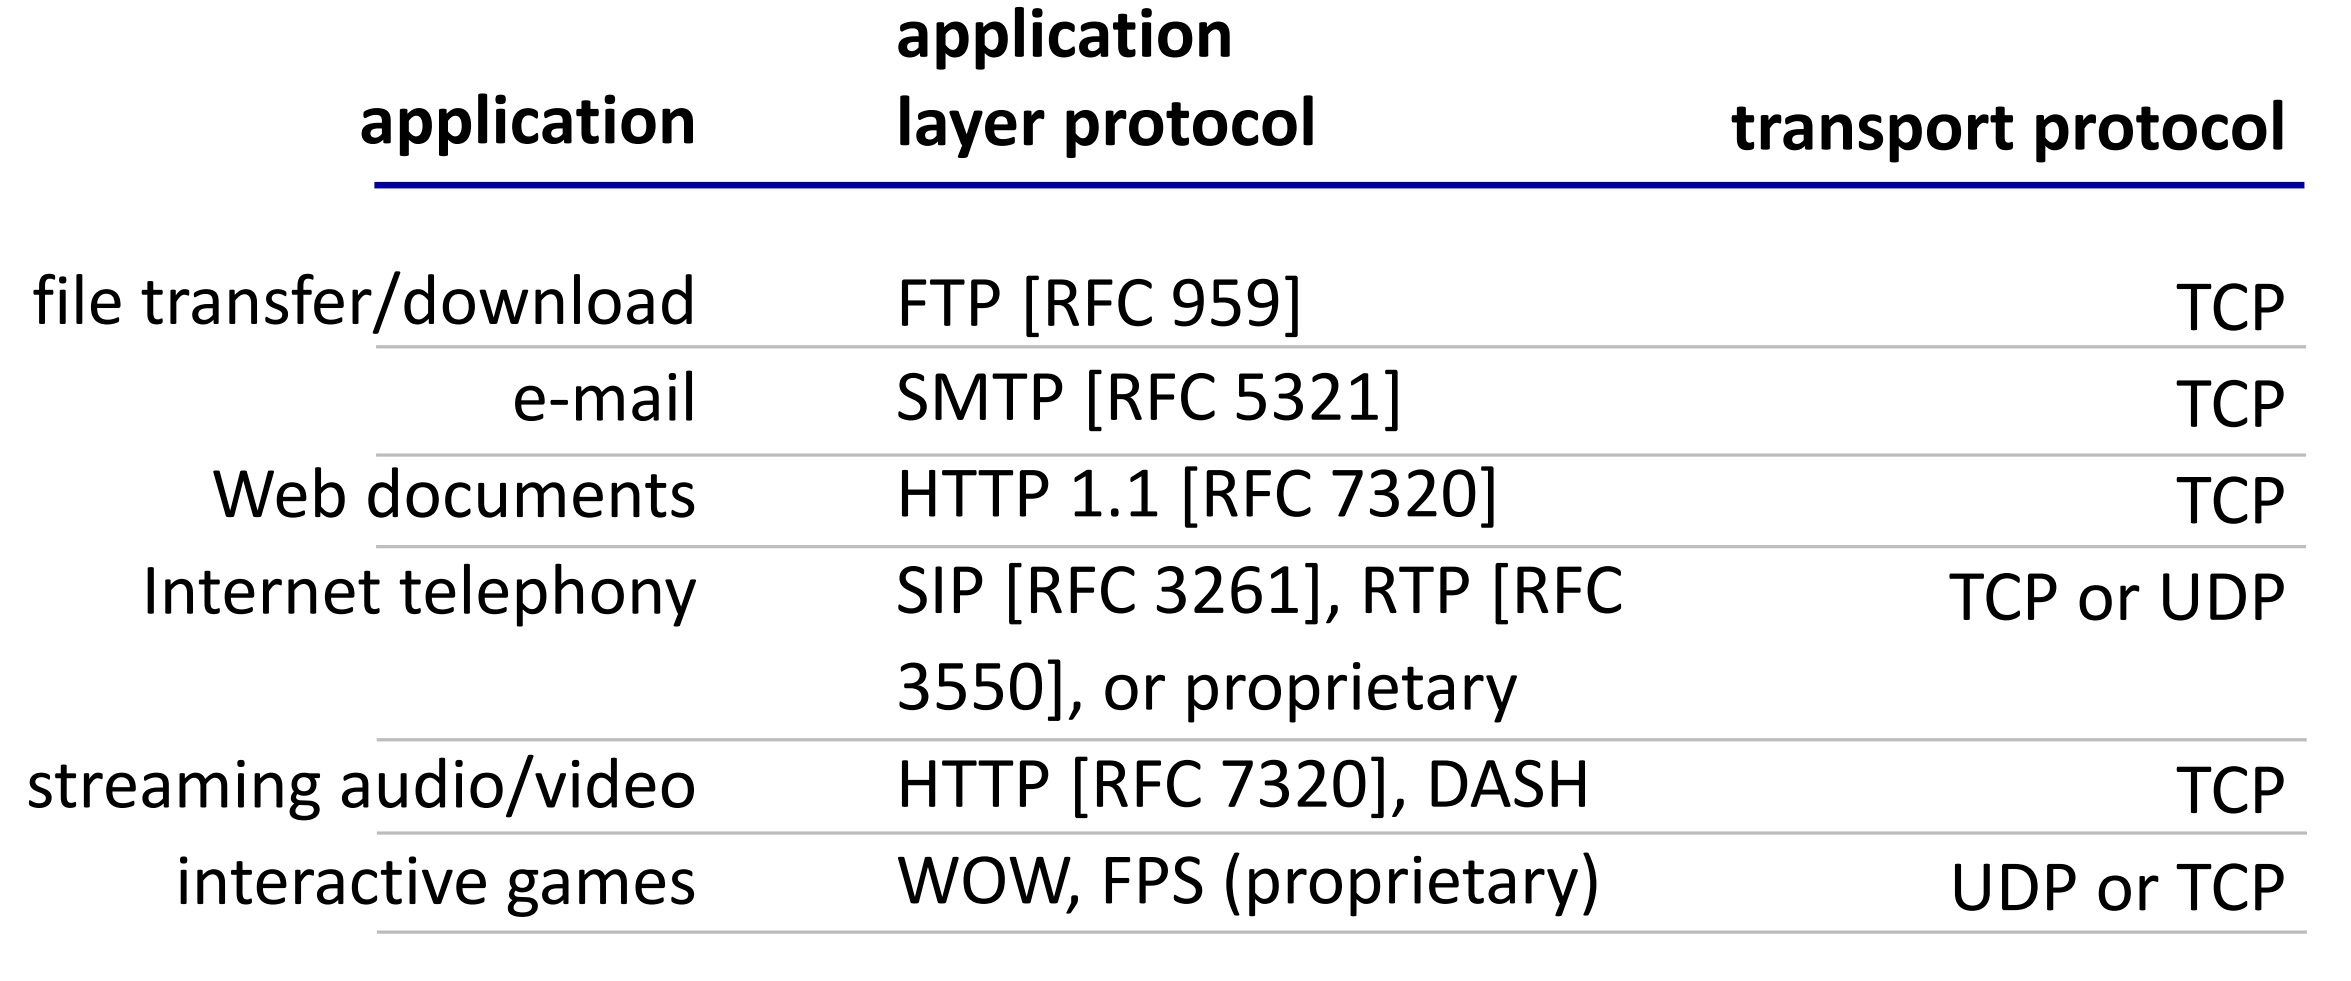 application
application layer protocol
transport protocol
file transfer/download FTP [RFC 959] TCP
e-mail SMTP [RFC 5321] TCP
Web documents HTTP 1.1 [RFC 7320] TCP
Internet telephony SIP [RFC 3261], RTP [RFC TCP or UDP
3550], or proprietary
streaming audio/video HTTP [RFC 7320], DASH TCP
interactive games WOW, FPS (proprietary) UDP or TCP